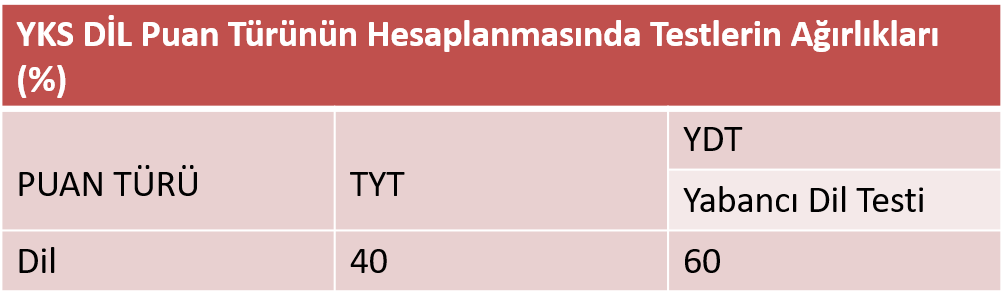 YKS DİL Puan Türünün Hesaplanmasında Testlerin Ağırlıkları
(%)
PUAN TÜRÜ
TYT
YDT
Yabancı Dil Testi
Dil
40
60